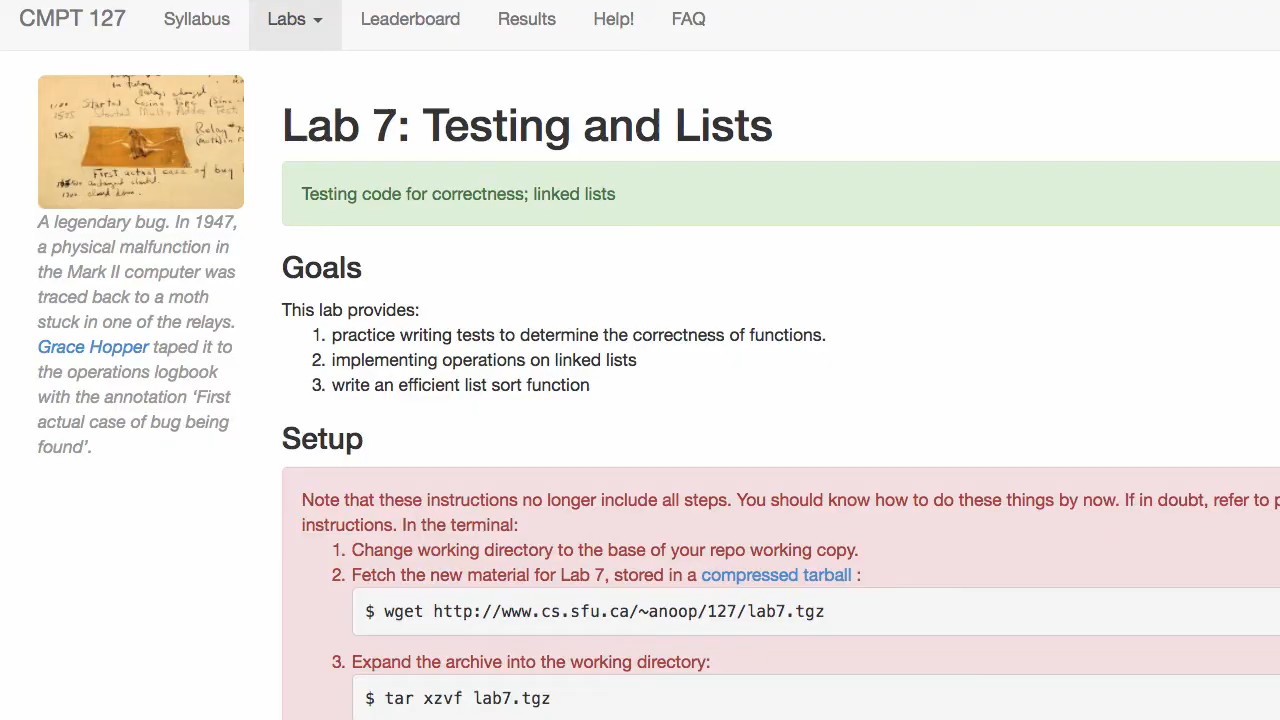 CMPT 127 Syllabus Labs Leaderboard Results Help! FAQ
1545
First actual case of bug
A legendary bug. In 1947,
a physical malfunction in
the Mark II computer was
traced back to a moth
stuck in one of the relays.
Grace Hopper taped it to
the operations logbook
with the annotation ‘First
actual case of bug being
found’.
Lab 7: Testing and Lists
Testing code for correctness; linked lists
Goals
This lab provides:
1. practice writing tests to determine the correctness of functions.
2. implementing operations on linked lists
3. write an efficient list sort function
Setup
Note that these instructions no longer include all steps. You should know how to do these things by now. If in doubt, refer to p
instructions. In the terminal:
1. Change working directory to the base of your repo working copy.
2. Fetch the new material for Lab 7, stored in a compressed tarball :
$ wget http://www.cs.sfu.ca/~anoop/127/lab7.tgz
3. Expand the archive into the working directory:
$ tar xzvf lab7.tgz